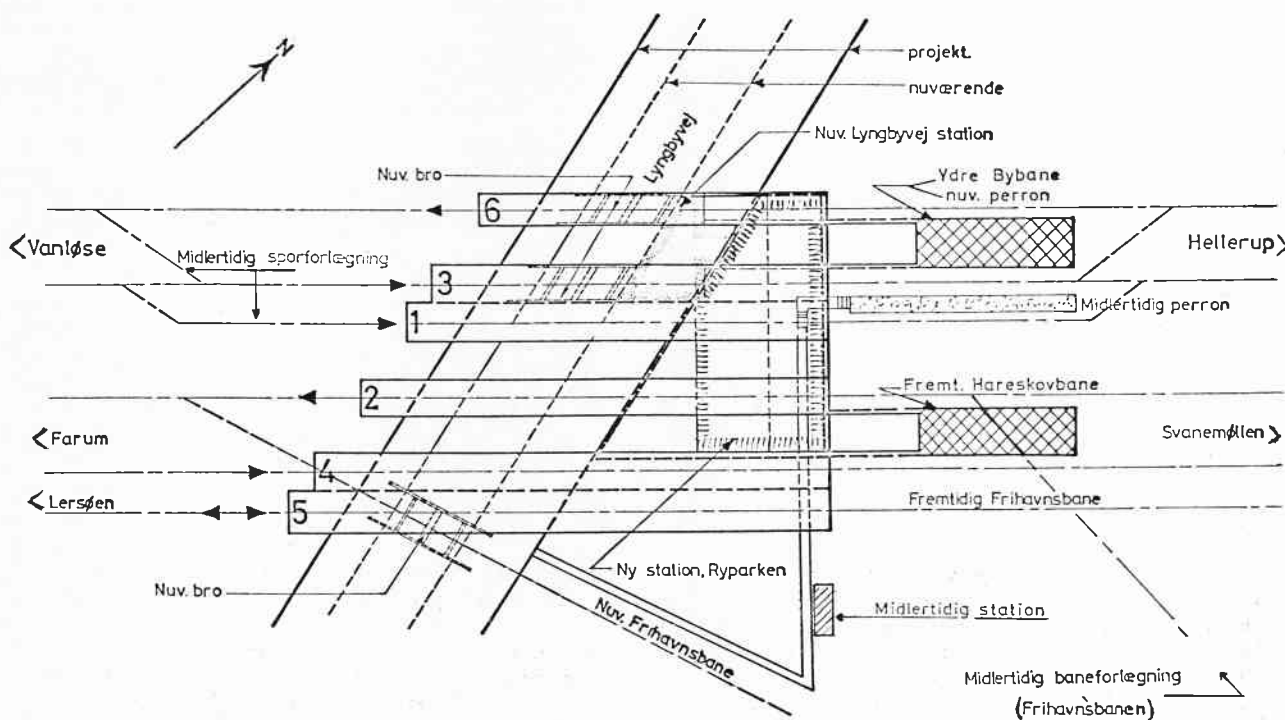 N
projekt.
nuværende
Lyngbyvej
Nuv. Lyngbyvej station
Nuv. bro
Ydre Bybane
nuv. perron
6
<Vanløse
Midlertidig sporforlægning
Hellerup>
3
1
Midlertidig perron
2
Fremt. Hareskovbane
<Farum
Svanemøllen>
4
<Lersøen
5
Fremtidig Frihavnsbane
Ny station, Ryparken
Nuv. bro
Nuv. Frihavnsbane
Midlertidig station
Midlertidig baneforlægning
(Frihavnsbanen)